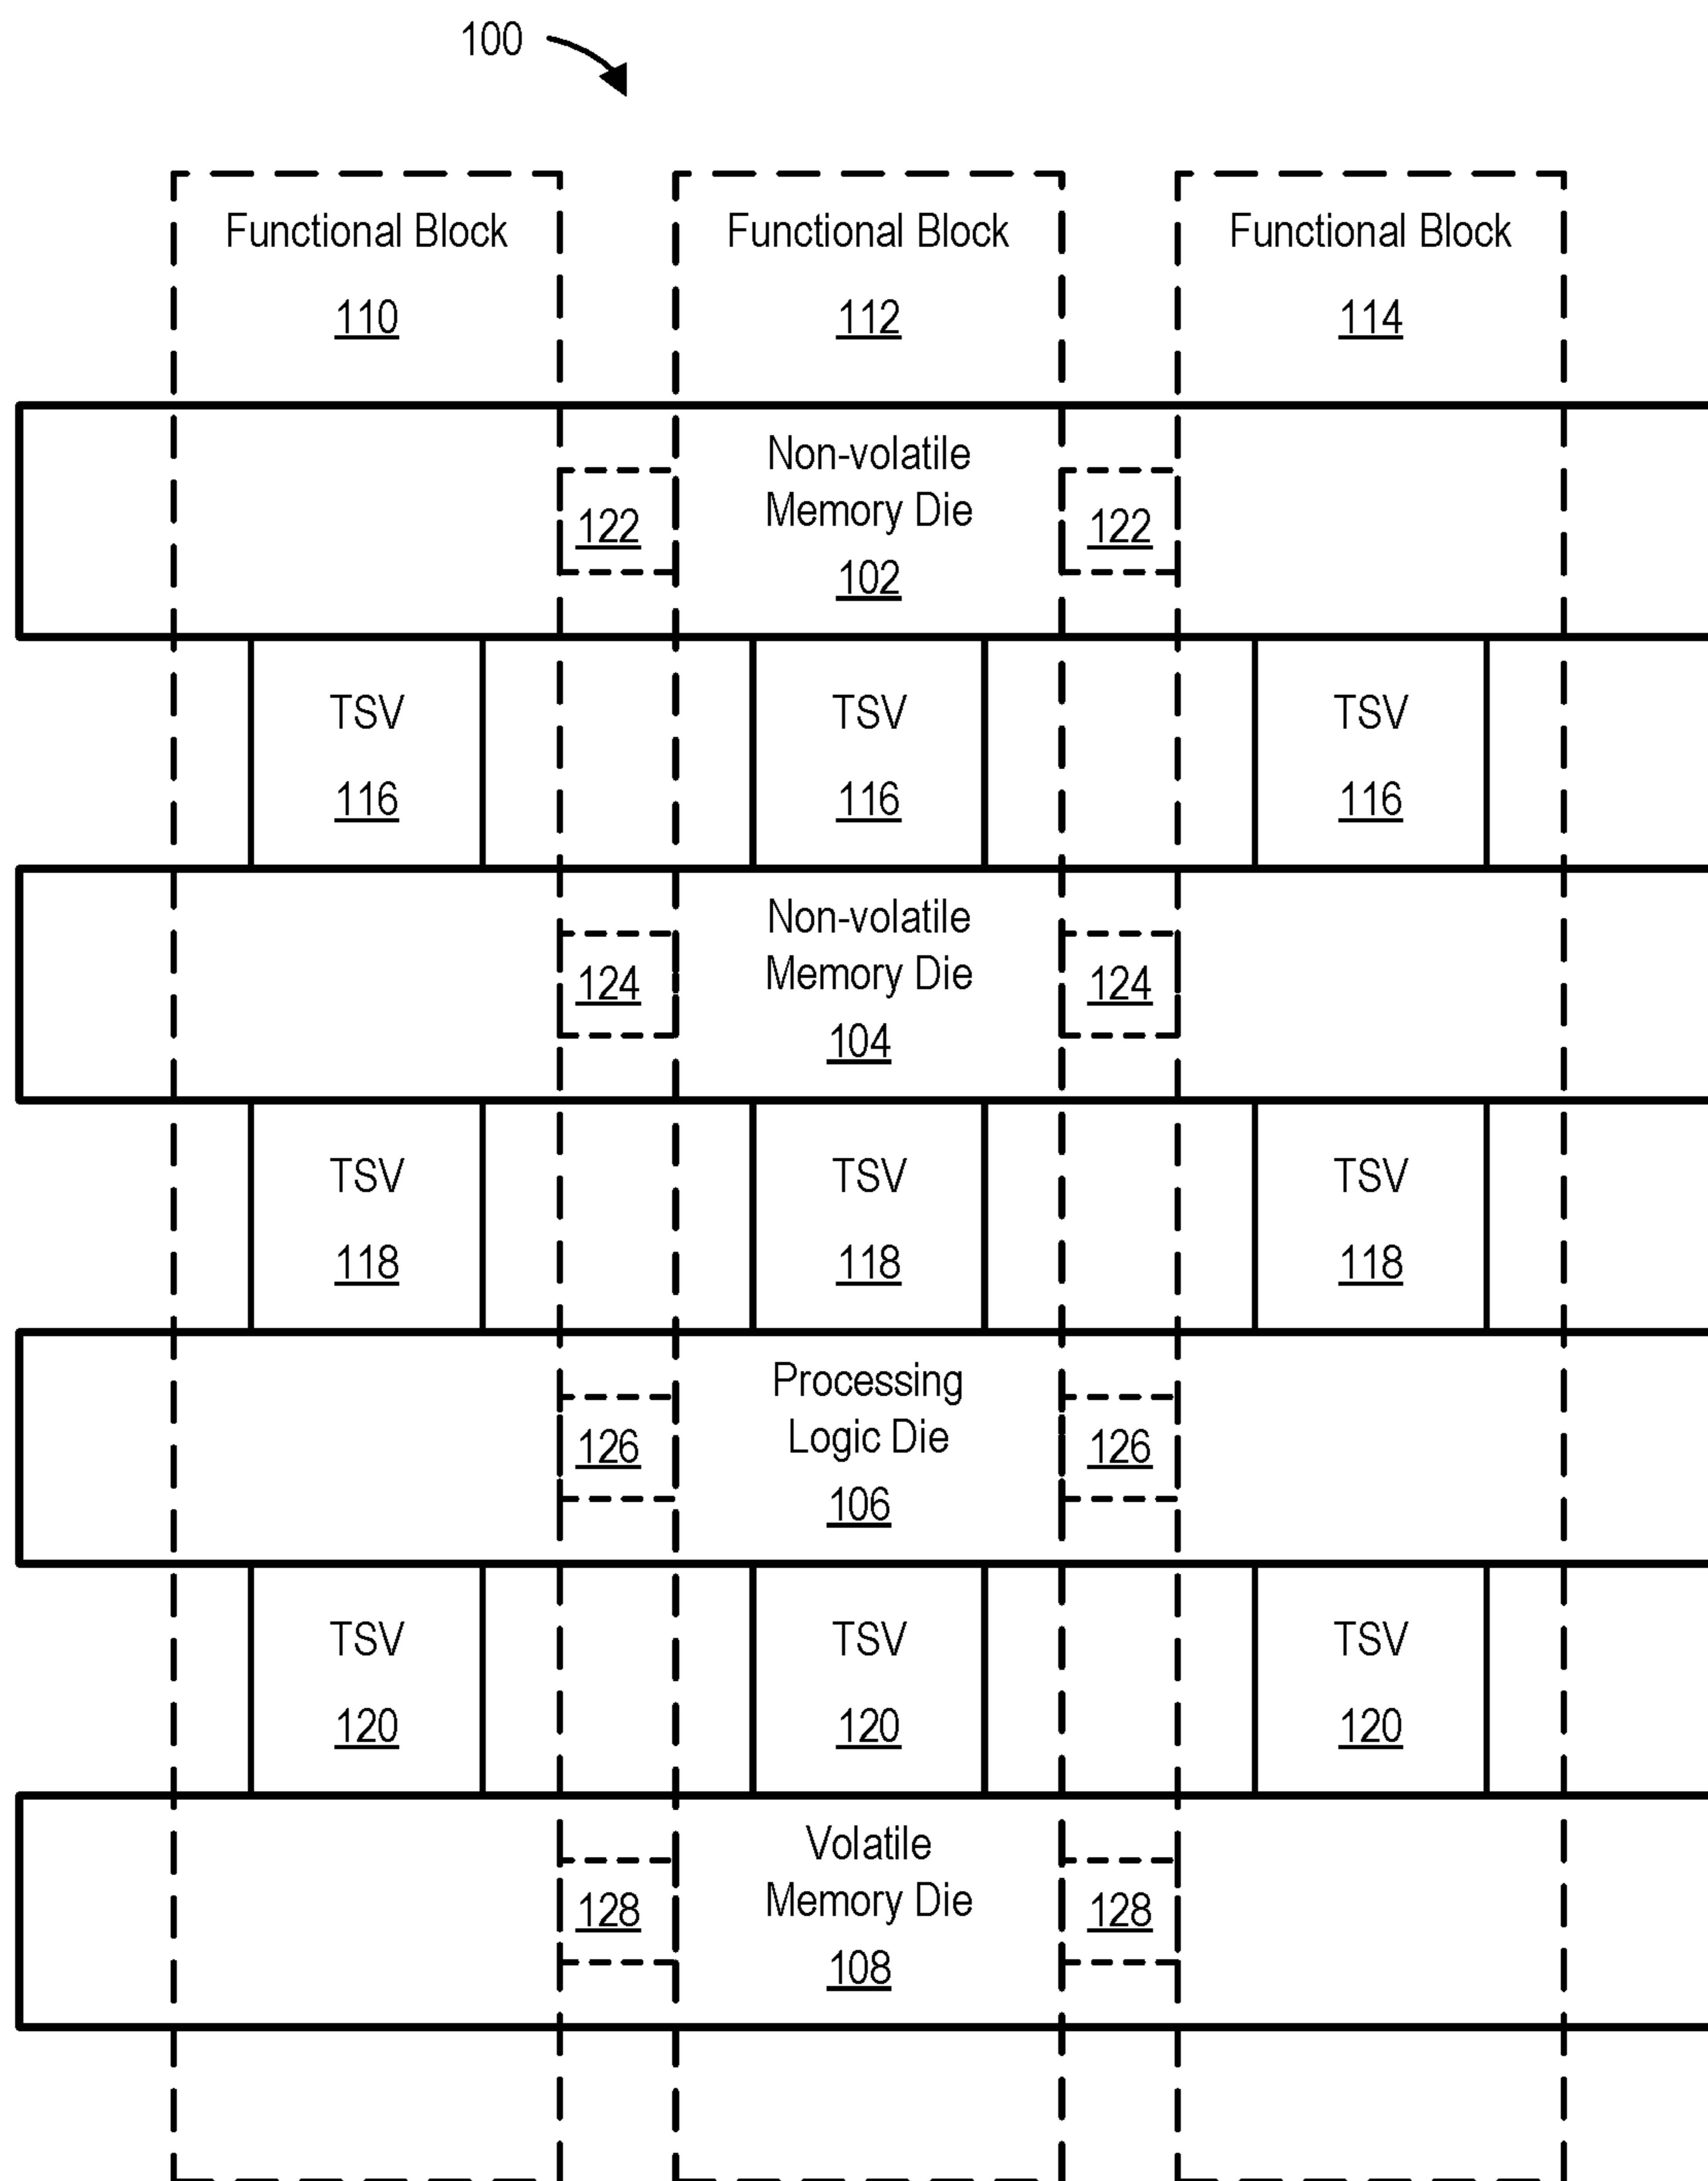 100
Functional Block
110
Functional Block
112
Functional Block
114
Non-volatile
Memory Die
102
122
122
TSV
116
TSV
116
TSV
116
Non-volatile
Memory Die
104
124
124
TSV
118
TSV
118
TSV
118
Processing
Logic Die
106
126
126
TSV
120
TSV
120
TSV
120
Volatile
Memory Die
108
128
128